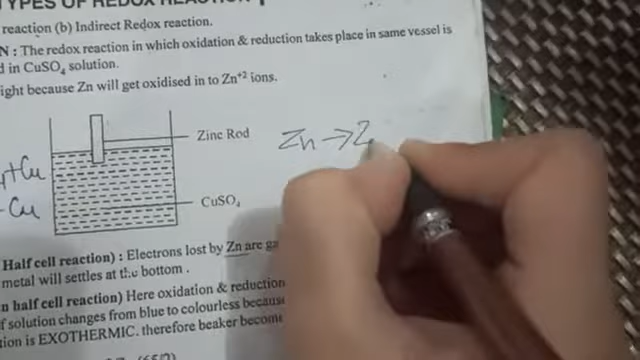 TYPES OF REDOX REACTION
reaction (b) Indirect Redox reaction.
N : The redox reaction in which oxidation & reduction takes place in same vessel is
d in CuSO₄ solution.
ight because Zn will get oxidised in to Zn⁺² ions.
Zinc Rod
Zn → Z
+Cu
Cu
CuSO₄
Half cell reaction) : Electrons lost by Zn are ga
metal will settles at the bottom .
n half cell reaction) Here oxidation & reduction
f solution changes from blue to colourless because
tion is EXOTHERMIC. therefore beaker become